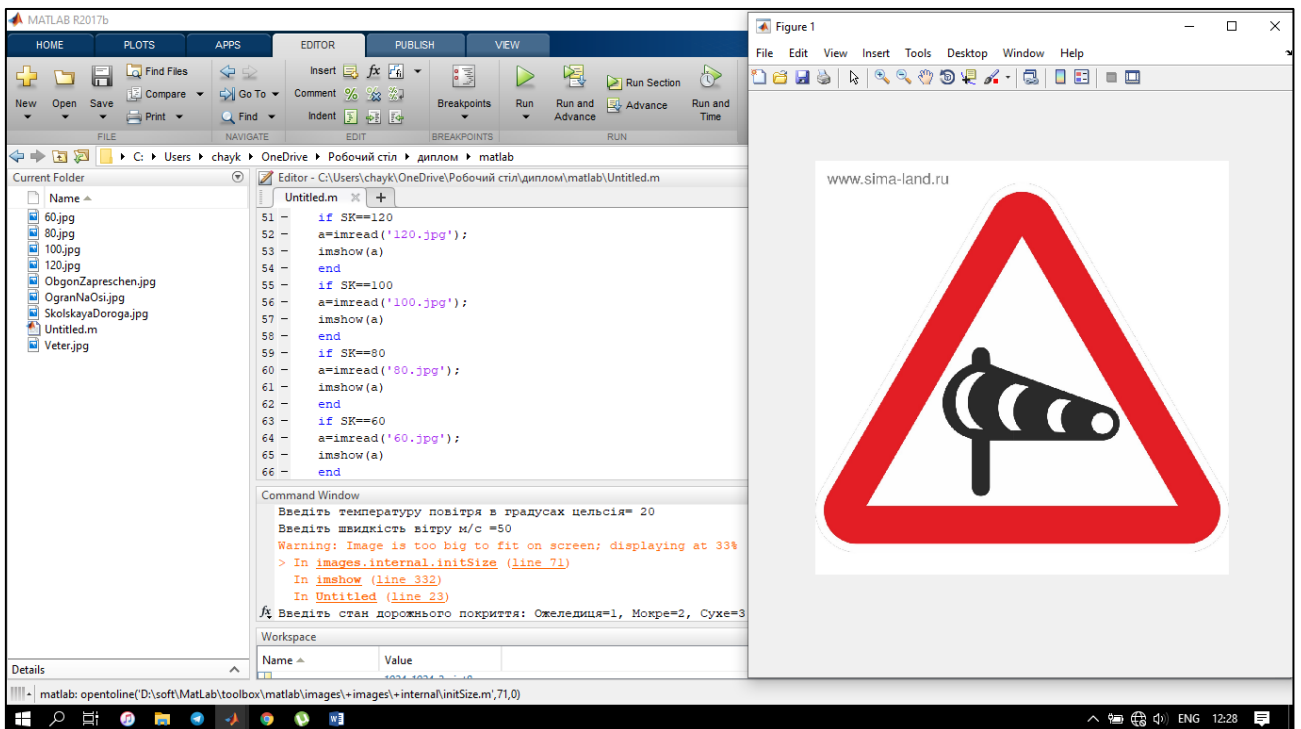 MATLAB R2017b
HOME PLOTS APPS EDITOR PUBLISH VIEW
New Open Save Find Files Compare Print
Go To Find
Insert fx Comment Indent
Breakpoints Run Run and Advance Run Section Advance Run and Time
FILE NAVIGATE EDIT BREAKPOINTS RUN
C: Users chayk OneDrive Робочий стіл диплом matlab
Current Folder
Name
60.jpg
80.jpg
100.jpg
120.jpg
ObgonZapreschen.jpg
OgranNaOsi.jpg
SkolskayaDoroga.jpg
Untitled.m
Veter.jpg
Details
Editor - C:\Users\chayk\OneDrive\Робочий стіл\диплом\matlab\Untitled.m
Untitled.m
51 - if SK==120
52 - a=imread('120.jpg');
53 - imshow(a)
54 - end
55 - if SK==100
56 - a=imread('100.jpg');
57 - imshow(a)
58 - end
59 - if SK==80
60 - a=imread('80.jpg');
61 - imshow(a)
62 - end
63 - if SK==60
64 - a=imread('60.jpg');
65 - imshow(a)
66 - end
Command Window
Введіть температуру повітря в градусах цельсія= 20
Введіть швидкість вітру м/с =50
Warning: Image is too big to fit on screen; displaying at 33%
> In images.internal.initSize (line 71)
In imshow (line 332)
In Untitled (line 23)
fx Введіть стан дорожнього покриття: Ожеледиця=1, Мокре=2, Сухе=3
Workspace
Name Value
Figure 1
File Edit View Insert Tools Desktop Window Help
www.sima-land.ru
matlab: opentoline('D:\soft\MatLab\toolbox\matlab\images\+images\+internal\initSize.m',71,0)
ENG 12:28